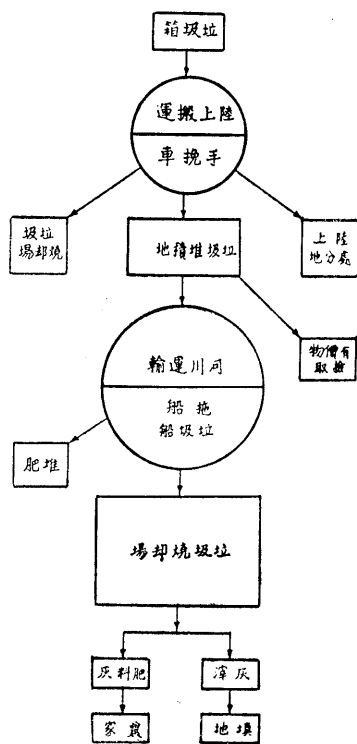 垃圾箱
陸上搬運
手挽車
垃圾
燒却場
垃圾堆積地
陸上
處分地
有價物
撿取
河川運輸
拖船
垃圾船
堆肥
垃圾燒却場
肥料灰
灰滓
農家
填地